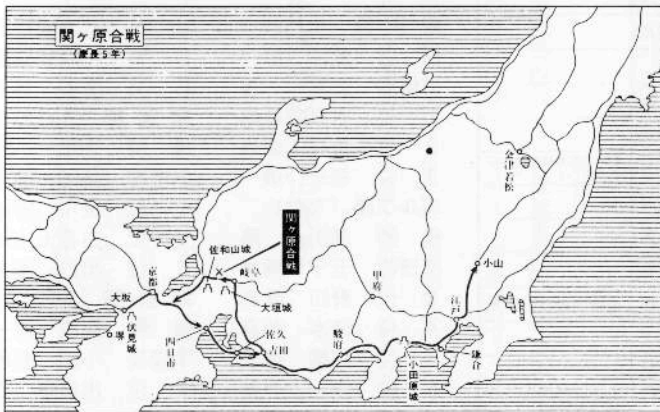 関ヶ原合戦
(慶長5年)
会津若松
関ヶ原合戦
佐和山城
岐阜
小山
京都
甲府
大垣城
江戸
大坂
伏見城
堺
四日市
佐久
吉田
駿府
小田原城
鎌倉